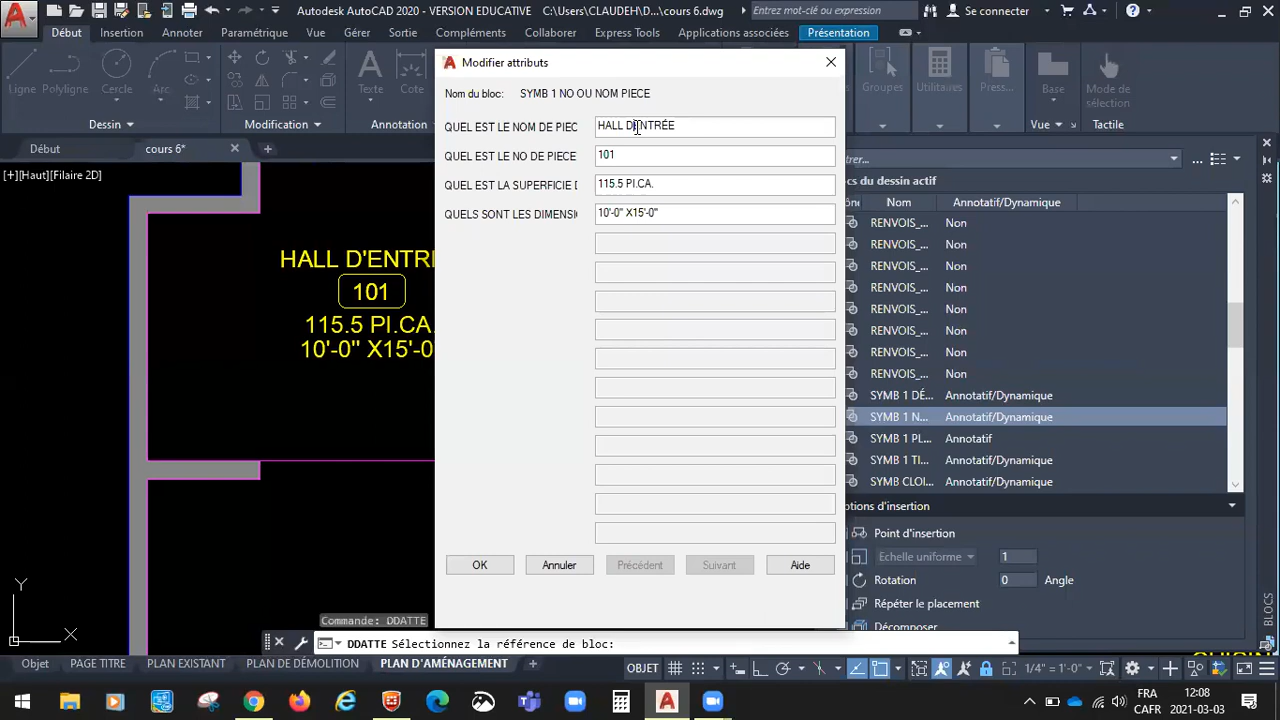 Autodesk AutoCAD 2020 - VERSION EDUCATIVE C:\Users\CLAUDEH\D...\cours 6.dwg
Entrez mot-clé ou expression
Se connecter
Début Insertion Annoter Paramétrique Vue Gérer Sortie Compléments Collaborer Express Tools Applications associées Présentation
Ligne Polyligne Cercle Arc
Texte
Groupes Utilitaires Presse... Base Mode de sélection
Dessin Modification Tactile
Début cours 6*
[+][Haut][Filaire 2D]
HALL D'ENTR
101
115.5 PI.CA.
10'-0" X15'-0
Modifier attributs
Nom du bloc: SYMB 1 NO OU NOM PIECE
QUEL EST LE NOM DE PIEC HALL D'ENTRÉE
QUEL EST LE NO DE PIECE 101
QUEL EST LA SUPERFICIE D 115.5 PI.CA.
QUELS SONT LES DIMENSI 10'-0" X15'-0"
OK Annuler Précédent Suivant Aide
trer...
cs du dessin actif
Nom Annotatif/Dynamique
RENVOIS_... Non
RENVOIS_... Non
RENVOIS_... Non
RENVOIS_... Non
RENVOIS_... Non
RENVOIS_... Non
RENVOIS_... Non
RENVOIS_... Non
SYMB 1 DÉ... Annotatif/Dynamique
SYMB 1 N... Annotatif/Dynamique
SYMB 1 PL... Annotatif
SYMB 1 TI... Annotatif/Dynamique
SYMB CLOI... Annotatif/Dynamique
otions d'insertion
Point d'insertion
Echelle uniforme 1
Rotation 0 Angle
Répéter le placement
Décomposer
BLOCS
Y
X
Commande: DDATTE
DDATTE Sélectionnez la référence de bloc:
Objet PAGE TITRE PLAN EXISTANT PLAN DE DÉMOLITION PLAN D'AMÉNAGEMENT
OBJET
1/4" = 1'-0"
FRA
CAFR
12:08
2021-03-03